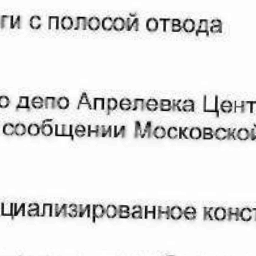 ги с полосой отвода
о депо Апрелевка Цент
сообщении Московской
циализированное конст